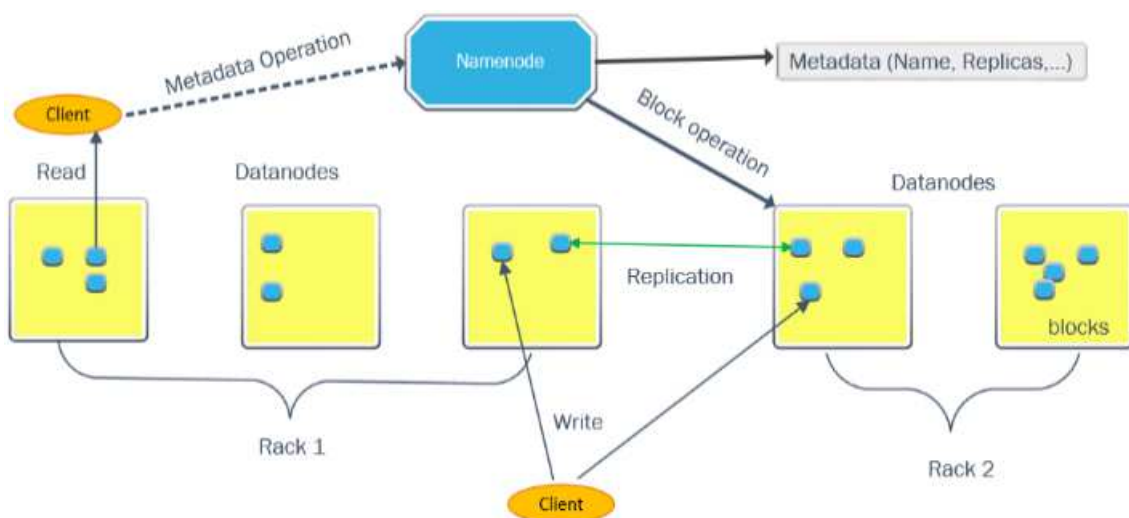 Metadata Operation
Namenode
Metadata (Name, Replicas,...)
Client
Block operation
Read
Datanodes
Datanodes
Replication
blocks
Write
Rack 1
Rack 2
Client